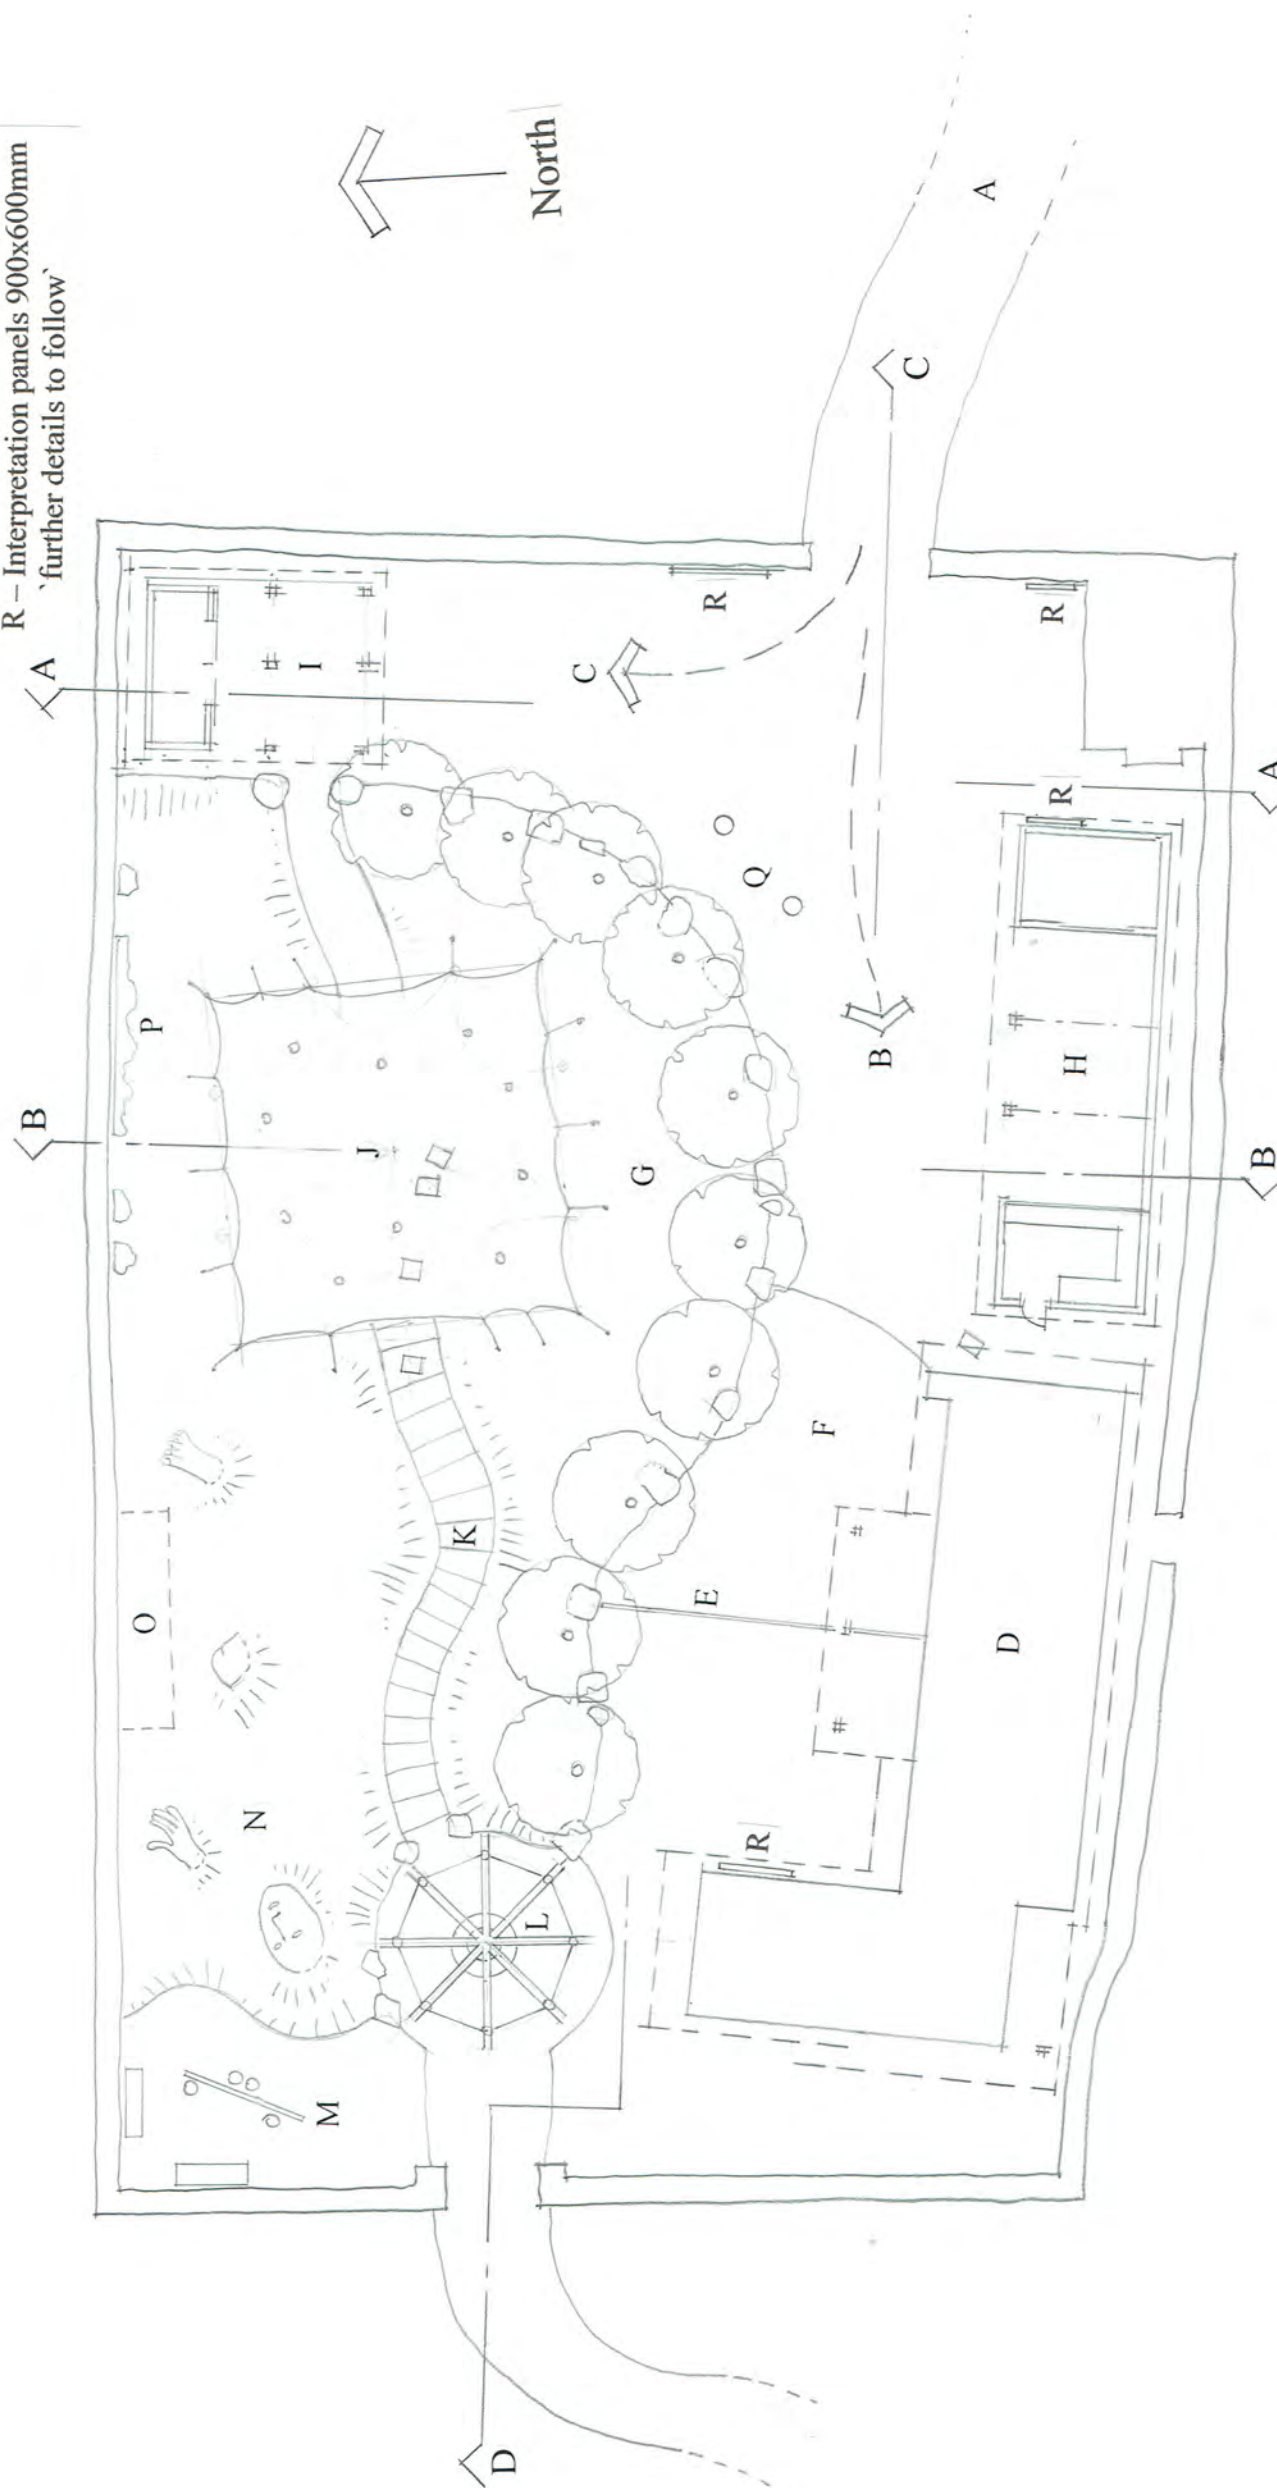 R – Interpretation panels 900x600mm
`further details to follow`
B
A
O
P
N
I
M
J
K
D
L
North
C
G
E
R
R
Q
F
B
C
A
D
H
R
R
B
A